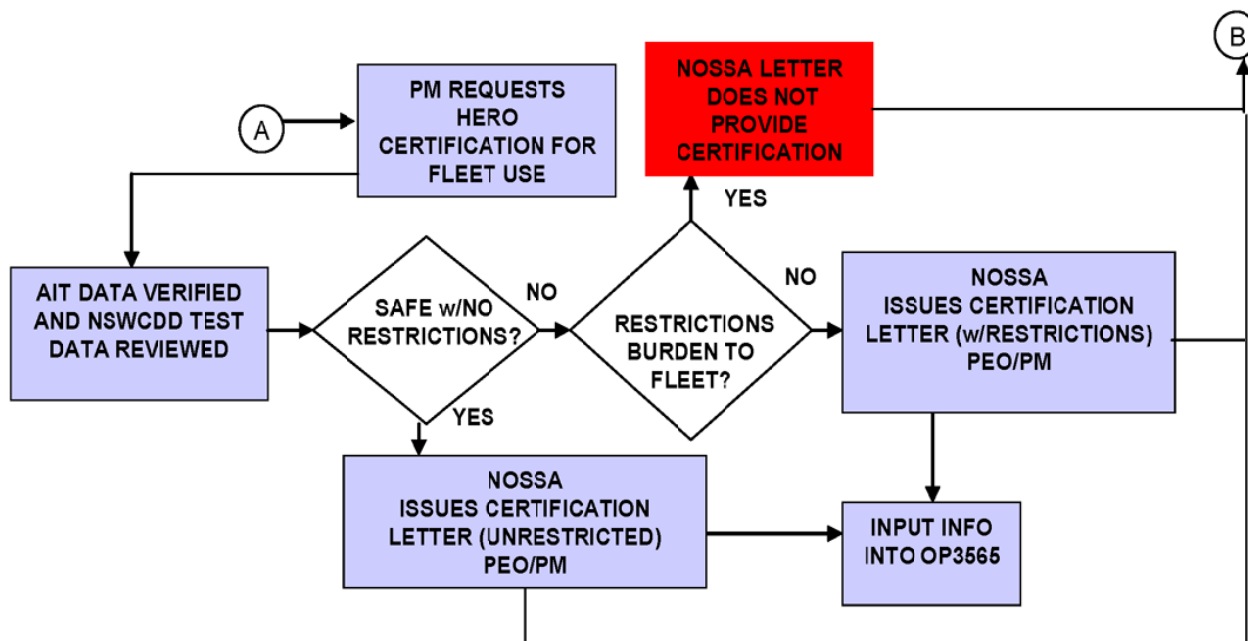 A
PM REQUESTS
HERO
CERTIFICATION FOR
FLEET USE
NOSSA LETTER
DOES NOT
PROVIDE
CERTIFICATION
B
YES
AIT DATA VERIFIED
AND NSWCDD TEST
DATA REVIEWED
SAFE w/NO
RESTRICTIONS?
NO
RESTRICTIONS
BURDEN TO
FLEET?
NO
NOSSA
ISSUES CERTIFICATION
LETTER (w/RESTRICTIONS)
PEO/PM
YES
NOSSA
ISSUES CERTIFICATION
LETTER (UNRESTRICTED)
PEO/PM
INPUT INFO
INTO OP3565